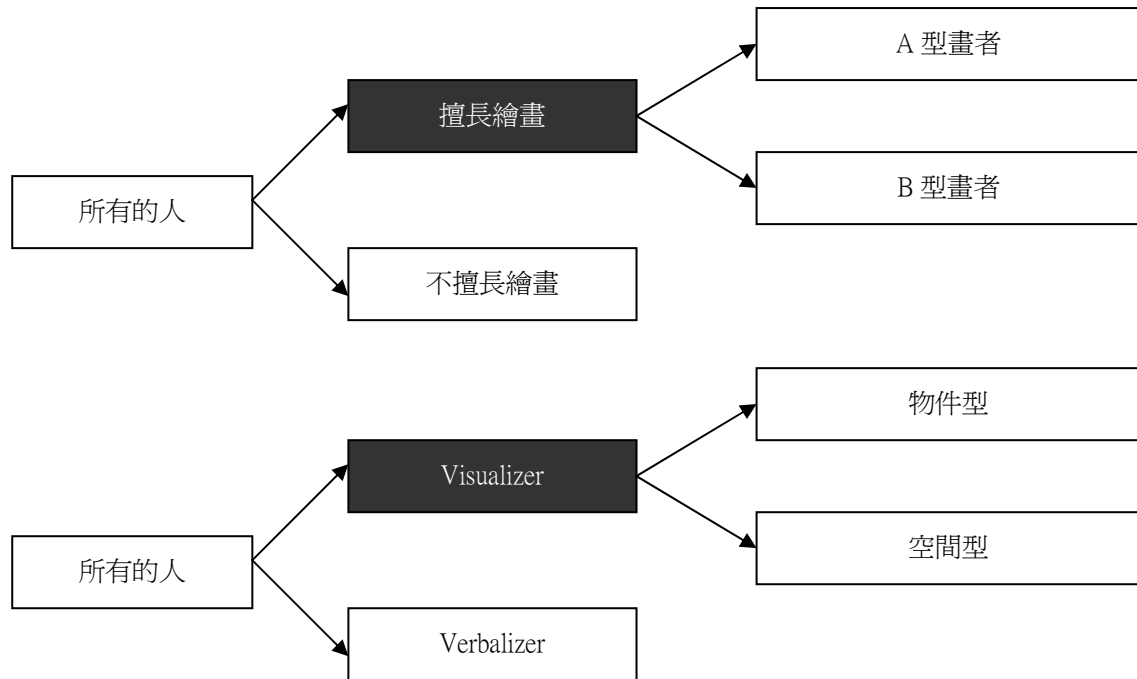 A 型畫者
擅長繪畫
B 型畫者
所有的人
不擅長繪畫
物件型
Visualizer
空間型
所有的人
Verbalizer